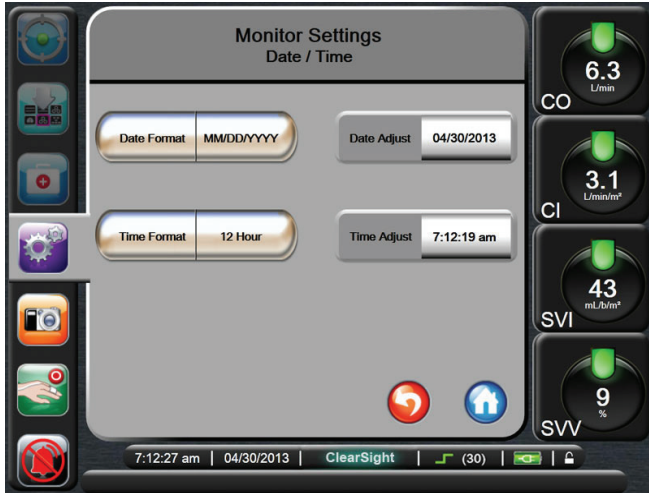 Monitor Settings
Date / Time
Date Format MM/DD/YYYY
Date Adjust 04/30/2013
Time Format 12 Hour
Time Adjust 7:12:19 am
6.3
L/min
CO
3.1
L/min/m²
CI
43
mL/b/m²
SVI
9
%
SVV
7:12:27 am | 04/30/2013 | ClearSight | (30) | |